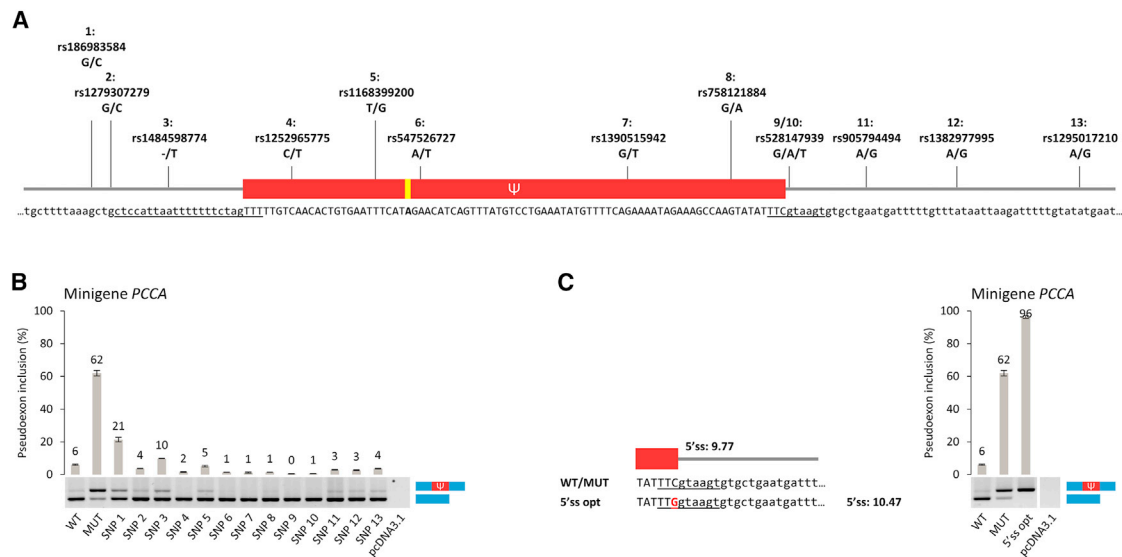 A
1:
rs186983584
G/C
2:
rs1279307279
G/C
3:
rs1484598774
-/T
4:
rs1252965775
C/T
5:
rs1168399200
T/G
6:
rs547526727
A/T
7:
rs1390515942
G/T
8:
rs758121884
G/A
9/10:
rs528147939
G/A/T
11:
rs905794494
A/G
12:
rs1382977995
A/G
13:
rs1295017210
A/G
Ψ
...tgcttttaaagctgctccattaatttttttctagTTTTTGTCAACACTGTGAATTTCATAGAACATCAGTTTATGTCCTGAAATATGTTTTCAGAAAATAGAAAGCCAAGTATATTTCgtaagtgtgctgaatgatttttgtttataattaagatttttgtatatgaat...
B
Minigene PCCA
Pseudoexon inclusion (%)
100
80
60
40
20
0
6
62
21
4
10
2
5
1
1
1
0
1
3
3
4
*
Ψ
WT
MUT
SNP 1
SNP 2
SNP 3
SNP 4
SNP 5
SNP 6
SNP 7
SNP 8
SNP 9
SNP 10
SNP 11
SNP 12
SNP 13
pcDNA3.1
C
5'ss: 9.77
WT/MUT TATTTCgtaagtgtgctgaatgattt...
5'ss opt TATTTGgtaagtgtgctgaatgattt... 5'ss: 10.47
Minigene PCCA
Pseudoexon inclusion (%)
100
80
60
40
20
0
6
62
96
Ψ
WT
MUT
5'ss opt
pcDNA3.1